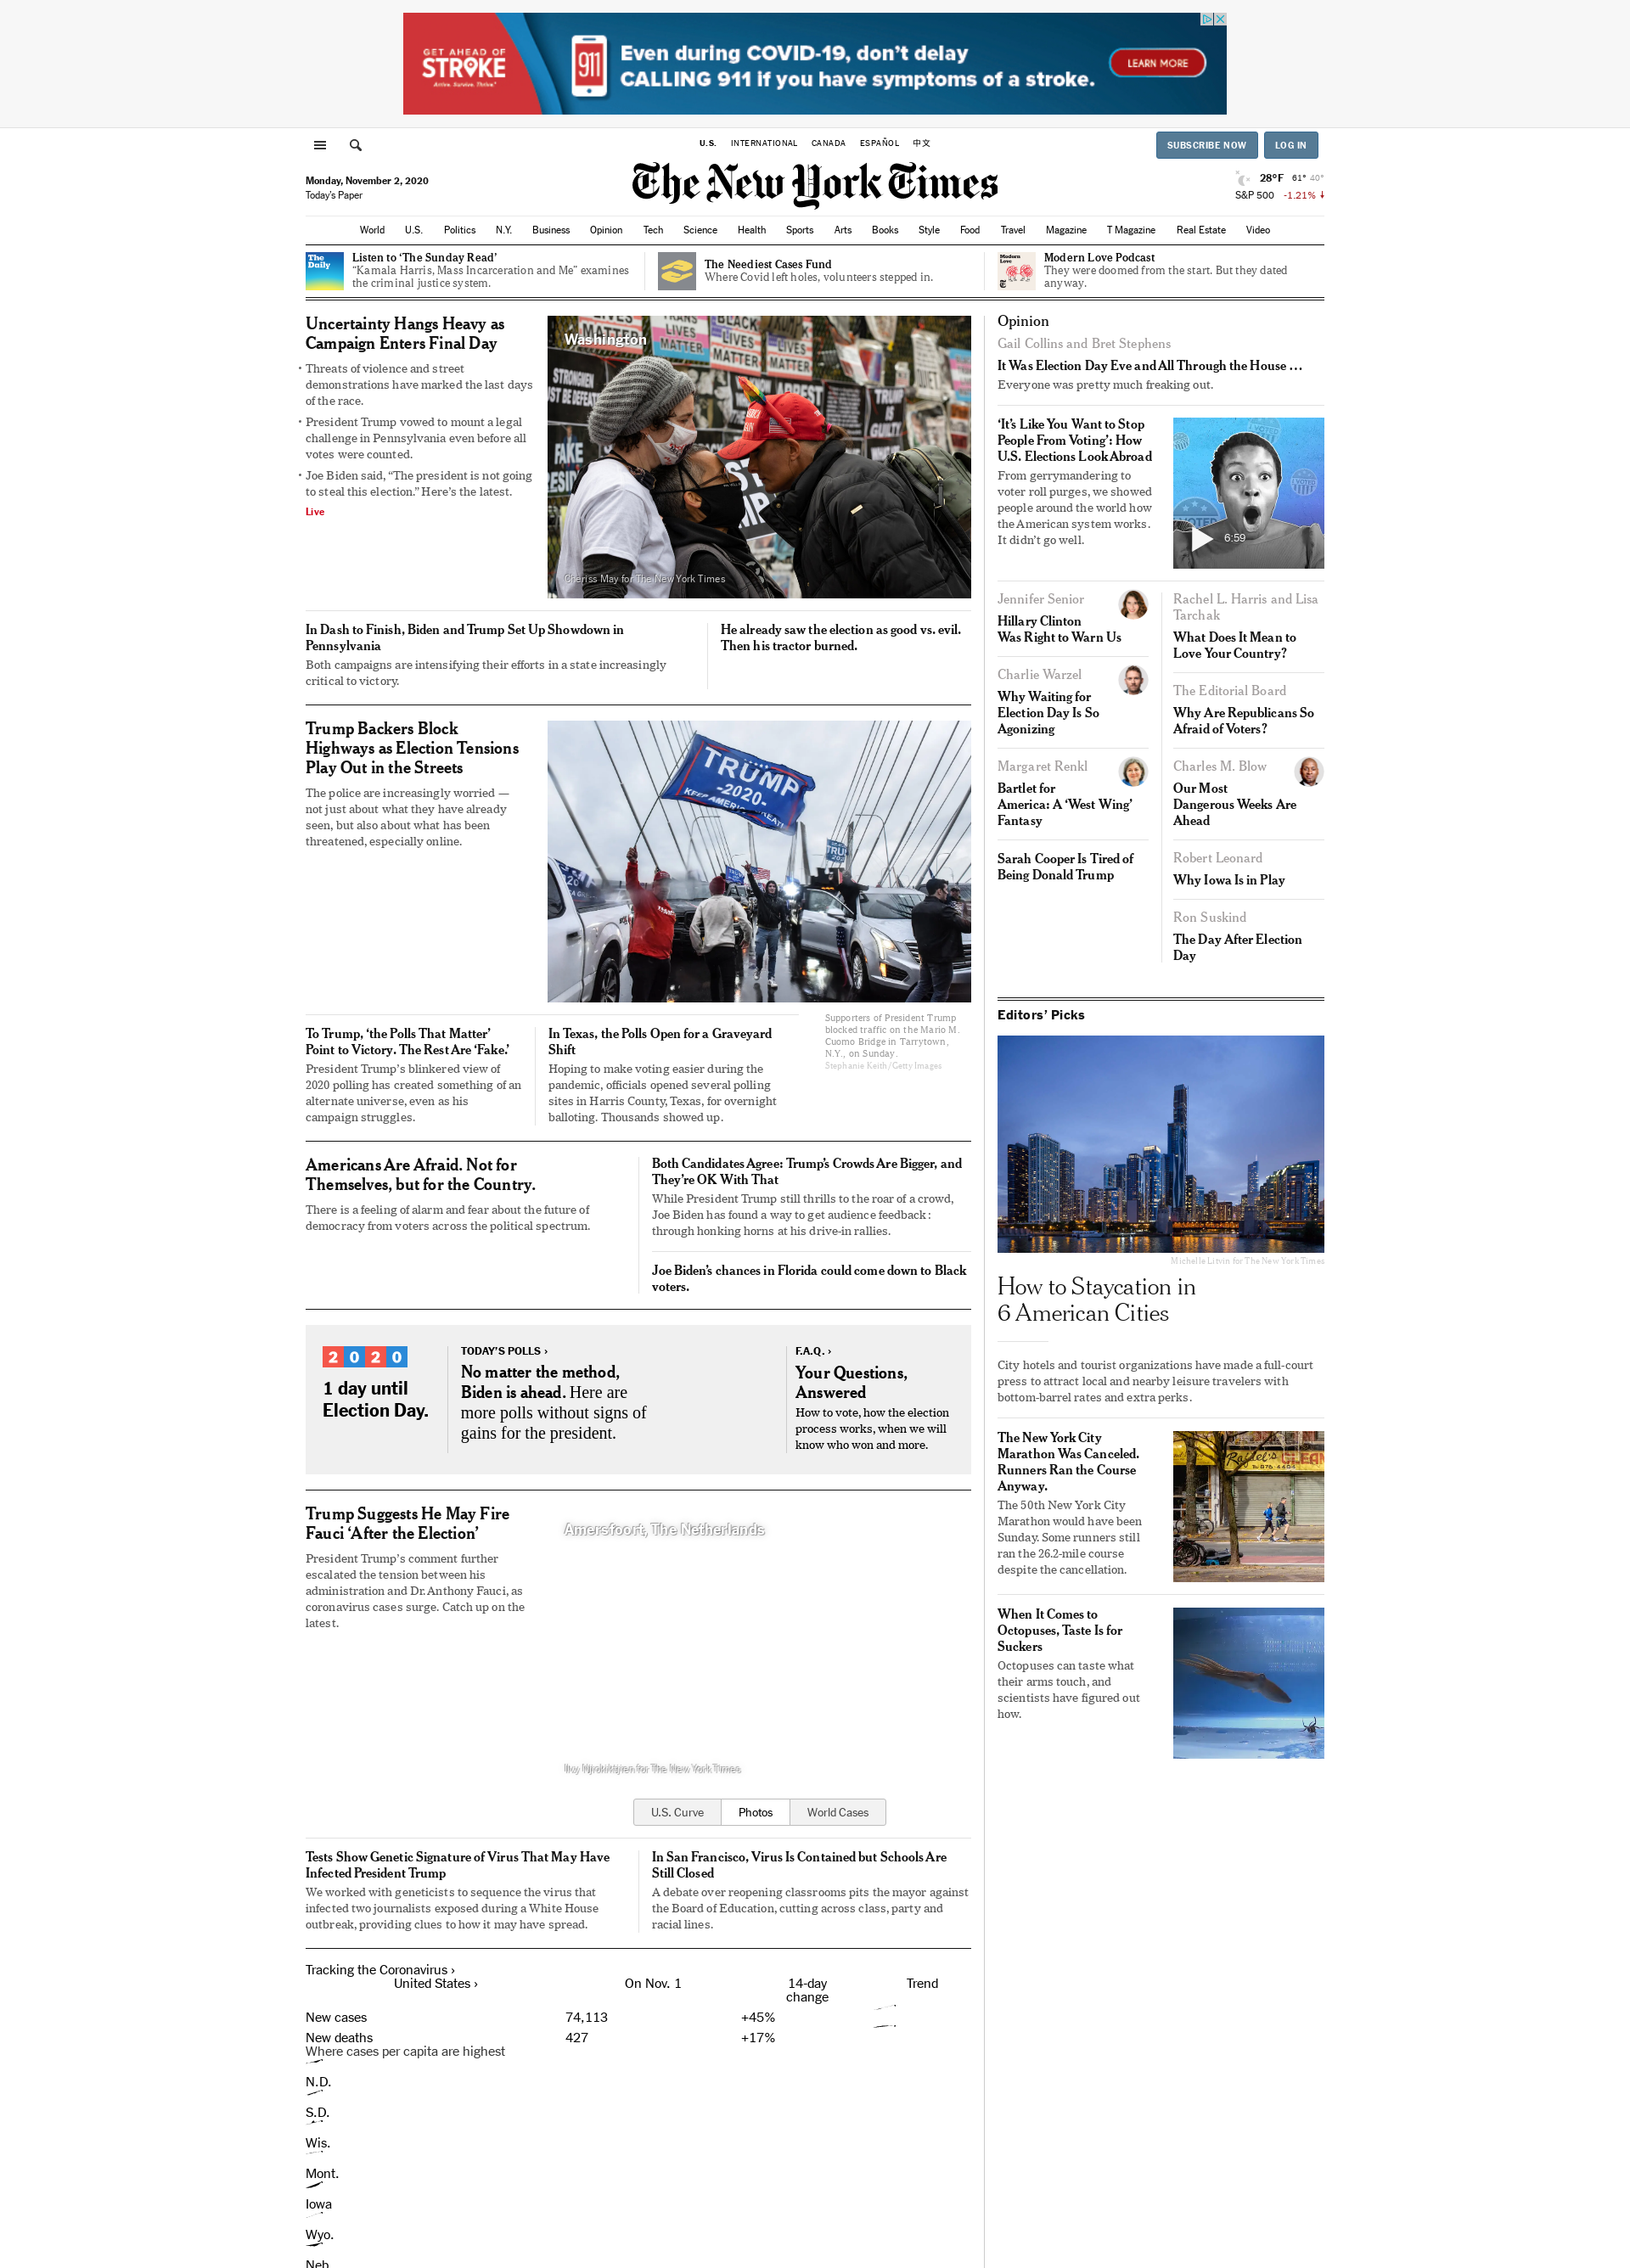 GET AHEAD OF
STROKE
Arrive. Survive. Thrive.
911
Even during COVID-19, don't delay
CALLING 911 if you have symptoms of a stroke.
LEARN MORE
U.S. INTERNATIONAL CANADA ESPAÑOL 中文
SUBSCRIBE NOW LOG IN
Monday, November 2, 2020
Today's Paper
The New York Times
28°F 61° 40°
S&P 500 -1.21%
World U.S. Politics N.Y. Business Opinion Tech Science Health Sports Arts Books Style Food Travel Magazine T Magazine Real Estate Video
The
Daily
Listen to ‘The Sunday Read’
“Kamala Harris, Mass Incarceration and Me” examines
the criminal justice system.
The Neediest Cases Fund
Where Covid left holes, volunteers stepped in.
Modern
Love
Modern Love Podcast
They were doomed from the start. But they dated
anyway.
Uncertainty Hangs Heavy as
Campaign Enters Final Day
Threats of violence and street
demonstrations have marked the last days
of the race.
President Trump vowed to mount a legal
challenge in Pennsylvania even before all
votes were counted.
Joe Biden said, “The president is not going
to steal this election.” Here’s the latest.
Live
Washington
Cheriss May for The New York Times
In Dash to Finish, Biden and Trump Set Up Showdown in
Pennsylvania
Both campaigns are intensifying their efforts in a state increasingly
critical to victory.
He already saw the election as good vs. evil.
Then his tractor burned.
Trump Backers Block
Highways as Election Tensions
Play Out in the Streets
The police are increasingly worried —
not just about what they have already
seen, but also about what has been
threatened, especially online.
TRUMP
-2020-
KEEP AMERICA GREAT
Supporters of President Trump
blocked traffic on the Mario M.
Cuomo Bridge in Tarrytown,
N.Y., on Sunday.
Stephanie Keith/Getty Images
To Trump, ‘the Polls That Matter’
Point to Victory. The Rest Are ‘Fake.’
President Trump’s blinkered view of
2020 polling has created something of an
alternate universe, even as his
campaign struggles.
In Texas, the Polls Open for a Graveyard
Shift
Hoping to make voting easier during the
pandemic, officials opened several polling
sites in Harris County, Texas, for overnight
balloting. Thousands showed up.
Americans Are Afraid. Not for
Themselves, but for the Country.
There is a feeling of alarm and fear about the future of
democracy from voters across the political spectrum.
Both Candidates Agree: Trump’s Crowds Are Bigger, and
They’re OK With That
While President Trump still thrills to the roar of a crowd,
Joe Biden has found a way to get audience feedback:
through honking horns at his drive-in rallies.
Joe Biden’s chances in Florida could come down to Black
voters.
2020
1 day until
Election Day.
TODAY’S POLLS ›
No matter the method,
Biden is ahead. Here are
more polls without signs of
gains for the president.
F.A.Q. ›
Your Questions,
Answered
How to vote, how the election
process works, when we will
know who won and more.
Trump Suggests He May Fire
Fauci ‘After the Election’
President Trump’s comment further
escalated the tension between his
administration and Dr. Anthony Fauci, as
coronavirus cases surge. Catch up on the
latest.
Amersfoort, The Netherlands
Ilvy Njiokiktjien for The New York Times
U.S. Curve Photos World Cases
Tests Show Genetic Signature of Virus That May Have
Infected President Trump
We worked with geneticists to sequence the virus that
infected two journalists exposed during a White House
outbreak, providing clues to how it may have spread.
In San Francisco, Virus Is Contained but Schools Are
Still Closed
A debate over reopening classrooms pits the mayor against
the Board of Education, cutting across class, party and
racial lines.
Tracking the Coronavirus ›
United States › On Nov. 1 14-day
change Trend
New cases 74,113 +45%
New deaths 427 +17%
Where cases per capita are highest
N.D.
S.D.
Wis.
Mont.
Iowa
Wyo.
Neb.
Opinion
Gail Collins and Bret Stephens
It Was Election Day Eve and All Through the House …
Everyone was pretty much freaking out.
‘It’s Like You Want to Stop
People From Voting’: How
U.S. Elections Look Abroad
From gerrymandering to
voter roll purges, we showed
people around the world how
the American system works.
It didn’t go well.
6:59
Jennifer Senior
Hillary Clinton
Was Right to Warn Us
Charlie Warzel
Why Waiting for
Election Day Is So
Agonizing
Margaret Renkl
Bartlet for
America: A ‘West Wing’
Fantasy
Sarah Cooper Is Tired of
Being Donald Trump
Rachel L. Harris and Lisa
Tarchak
What Does It Mean to
Love Your Country?
The Editorial Board
Why Are Republicans So
Afraid of Voters?
Charles M. Blow
Our Most
Dangerous Weeks Are
Ahead
Robert Leonard
Why Iowa Is in Play
Ron Suskind
The Day After Election
Day
Editors’ Picks
Michelle Litvin for The New York Times
How to Staycation in
6 American Cities
City hotels and tourist organizations have made a full-court
press to attract local and nearby leisure travelers with
bottom-barrel rates and extra perks.
The New York City
Marathon Was Canceled.
Runners Ran the Course
Anyway.
The 50th New York City
Marathon would have been
Sunday. Some runners still
ran the 26.2-mile course
despite the cancellation.
When It Comes to
Octopuses, Taste Is for
Suckers
Octopuses can taste what
their arms touch, and
scientists have figured out
how.